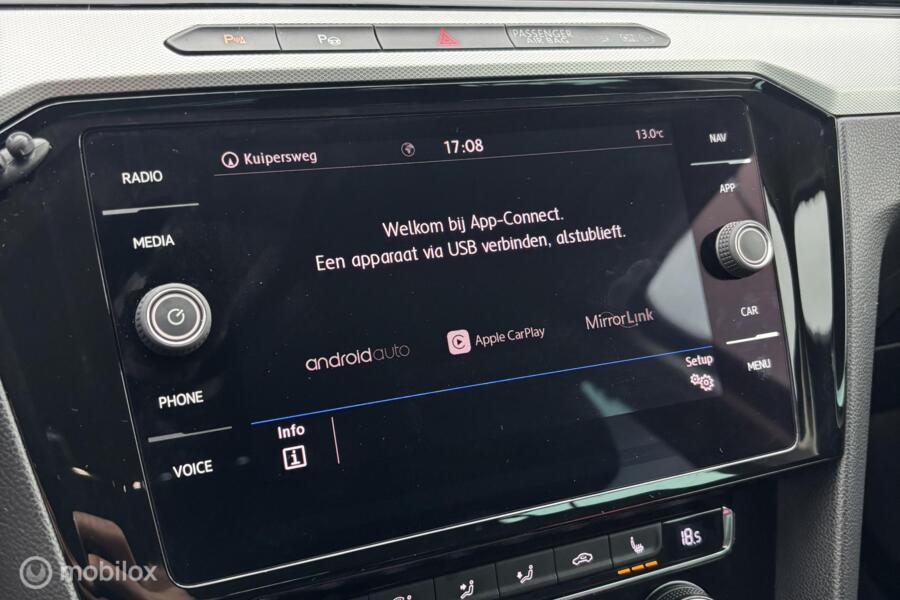 P
P
PASSENGER
AIR BAG
RADIO
MEDIA
PHONE
VOICE
Kuipersweg
17:08
13.0°C
Welkom bij App-Connect.
Een apparaat via USB verbinden, alstublieft.
androidauto
Apple CarPlay
MirrorLink
Setup
Info
i
NAV
APP
CAR
MENU
18.5
mobilox